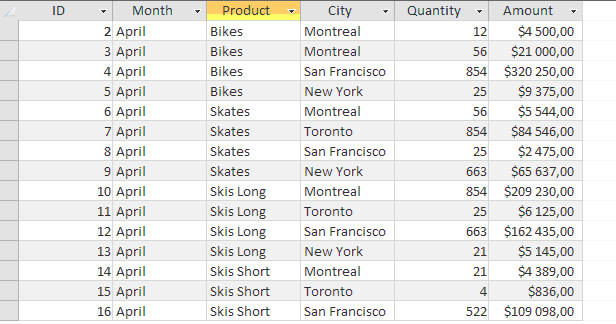 ID Month Product City Quantity Amount
2 April Bikes Montreal 12 $4 500,00
3 April Bikes Montreal 56 $21 000,00
4 April Bikes San Francisco 854 $320 250,00
5 April Bikes New York 25 $9 375,00
6 April Skates Montreal 56 $5 544,00
7 April Skates Toronto 854 $84 546,00
8 April Skates San Francisco 25 $2 475,00
9 April Skates New York 663 $65 637,00
10 April Skis Long Montreal 854 $209 230,00
11 April Skis Long Toronto 25 $6 125,00
12 April Skis Long San Francisco 663 $162 435,00
13 April Skis Long New York 21 $5 145,00
14 April Skis Short Montreal 21 $4 389,00
15 April Skis Short Toronto 4 $836,00
16 April Skis Short San Francisco 522 $109 098,00